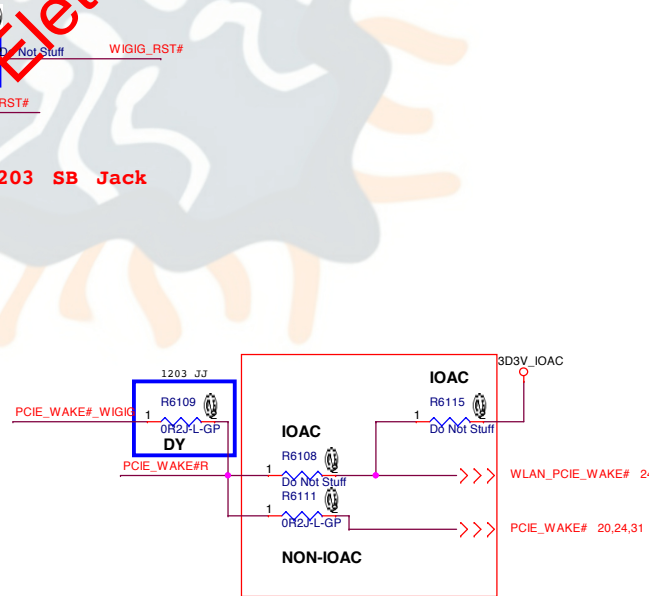 Elet
Do Not Stuff
WIGIG_RST#
RST#
203 SB Jack
3D3V_IOAC
1203 JJ
IOAC
R6109
R6115
PCIE_WAKE#_WIGIG
1
1
0R2J-L-GP
Do Not Stuff
DY
IOAC
R6108
PCIE_WAKE#R
1
WLAN_PCIE_WAKE# 24
Do Not Stuff
R6111
1
PCIE_WAKE# 20,24,31
0R2J-L-GP
NON-IOAC